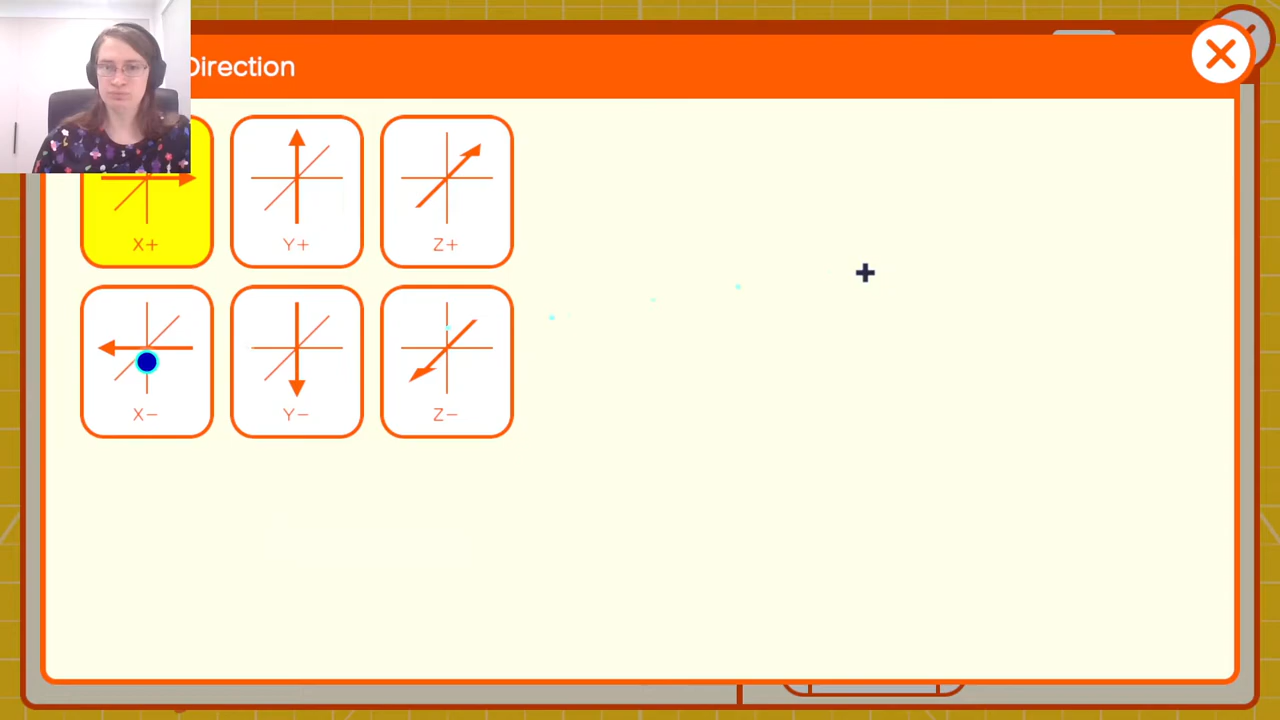 Direction
X+ Y+ Z+
X− Y− Z−